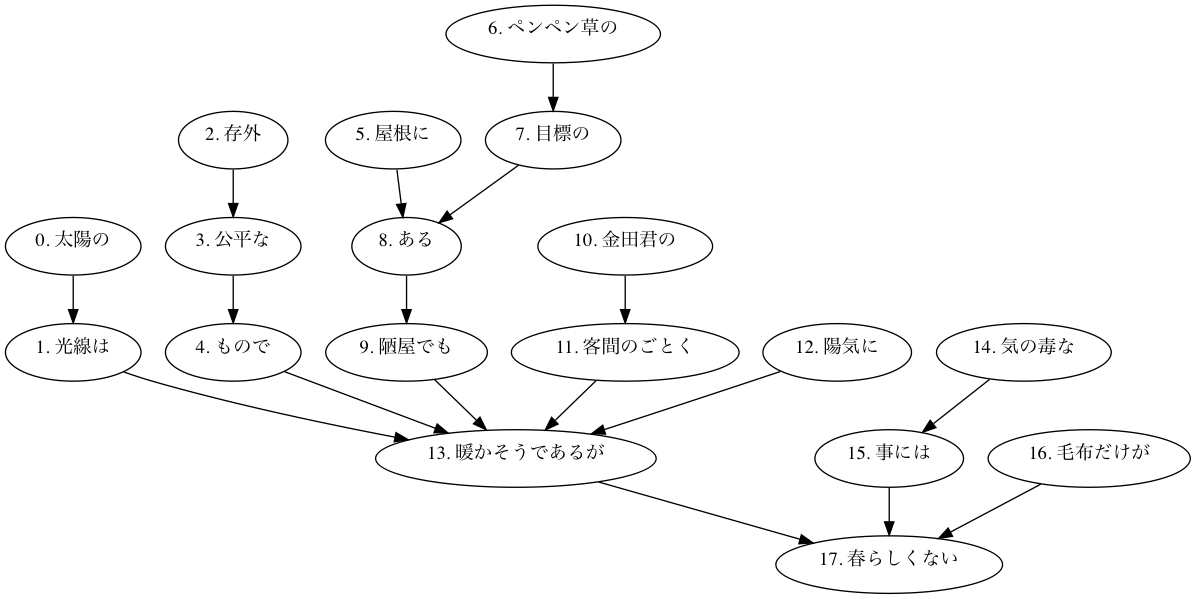 6. ペンペン草の
2. 存外
5. 屋根に
7. 目標の
0. 太陽の
3. 公平な
8. ある
10. 金田君の
1. 光線は
4. もので
9. 陋屋でも
11. 客間のごとく
12. 陽気に
14. 気の毒な
13. 暖かそうであるが
15. 事には
16. 毛布だけが
17. 春らしくない